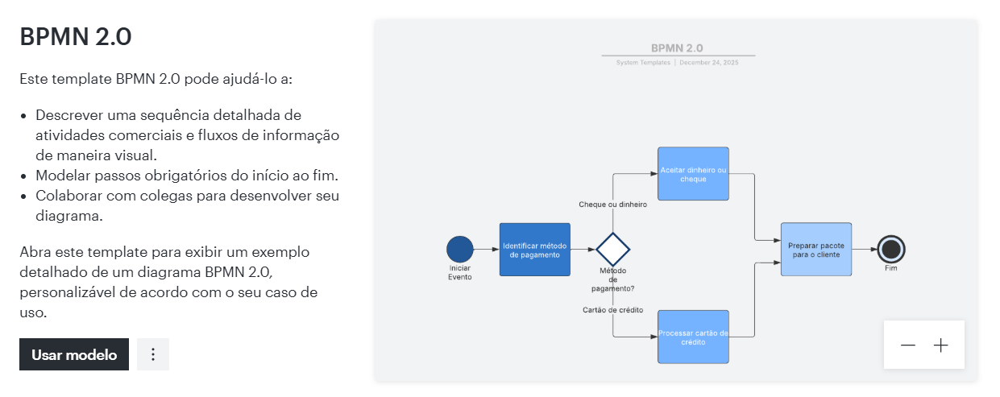 BPMN 2.0
Este template BPMN 2.0 pode ajudá-lo a:
• Descrever uma sequência detalhada de
atividades comerciais e fluxos de informação
de maneira visual.
• Modelar passos obrigatórios do início ao fim.
• Colaborar com colegas para desenvolver seu
diagrama.
Abra este template para exibir um exemplo
detalhado de um diagrama BPMN 2.0,
personalizável de acordo com o seu caso de
uso.
Usar modelo
BPMN 2.0
System Templates | December 24, 2025
Iniciar
Evento
Identificar método
de pagamento
Cheque ou dinheiro
Método
de
pagamento?
Cartão de crédito
Aceitar dinheiro ou
cheque
Processar cartão de
crédito
Preparar pacote
para o cliente
Fim